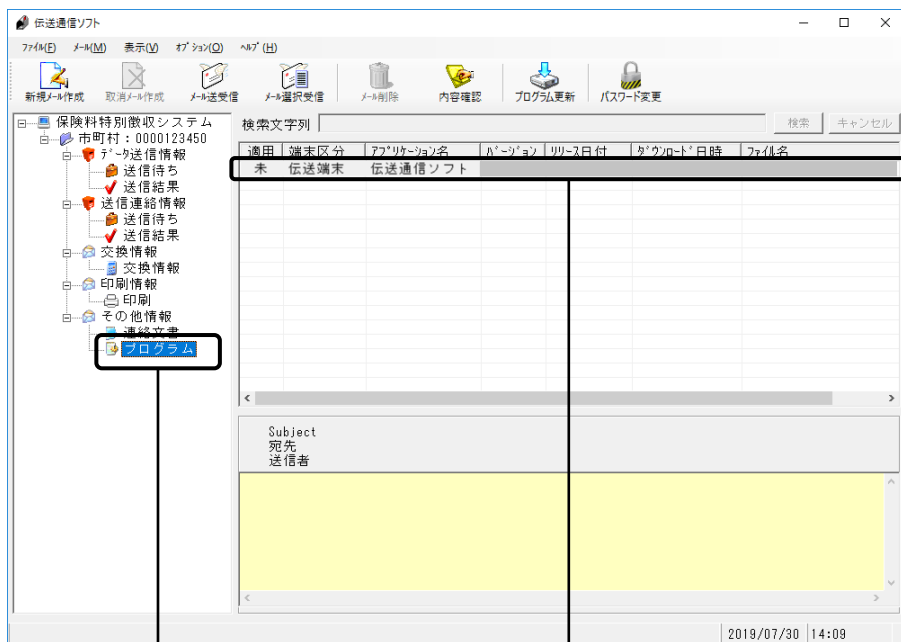 伝送通信ソフト
ﾌｧｲﾙ(F) ﾒｰﾙ(M) 表示(V) ｵﾌﾟｼｮﾝ(O) ﾍﾙﾌﾟ(H)
新規ﾒｰﾙ作成 取消ﾒｰﾙ作成 ﾒｰﾙ送受信 ﾒｰﾙ選択受信 ﾒｰﾙ削除 内容確認 ﾌﾟﾛｸﾞﾗﾑ更新 ﾊﾟｽﾜｰﾄﾞ変更
保険料特別徴収システム
市町村：0000123450
ﾃﾞｰﾀ送信情報
送信待ち
送信結果
送信連絡情報
送信待ち
送信結果
交換情報
交換情報
印刷情報
印刷
その他情報
連絡文書
プログラム
検索文字列 検索 キャンセル
適用 端末区分 ｱﾌﾟﾘｹｰｼｮﾝ名 ﾊﾞｰｼﾞｮﾝ ﾘﾘｰｽ日付 ﾀﾞｳﾝﾛｰﾄﾞ日時 ﾌｧｲﾙ名
未 伝送端末 伝送通信ソフト
Subject
宛先
送信者
2019/07/30 14:09